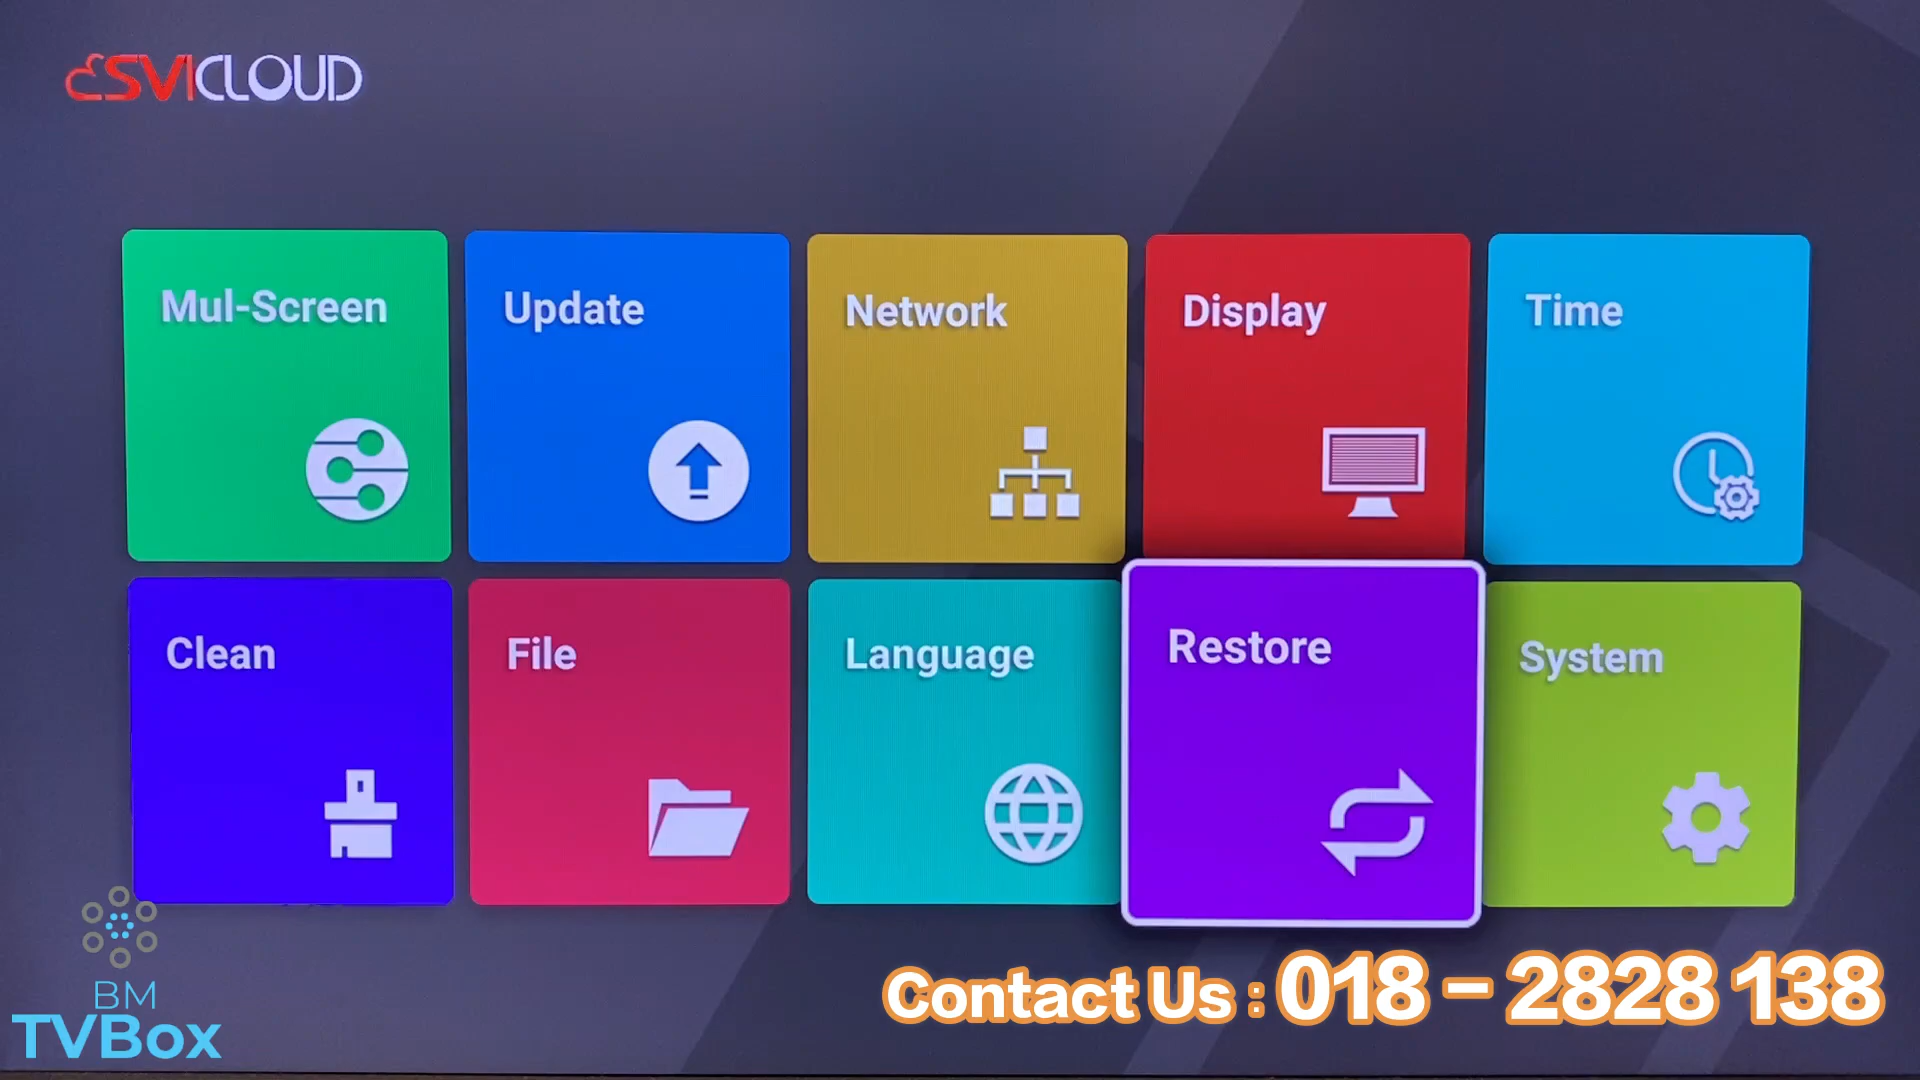 SVICLOUD
Mul-Screen
Update
Network
Display
Time
Clean
File
Language
Restore
System
BM
TVBox
Contact Us : 018 - 2828 138